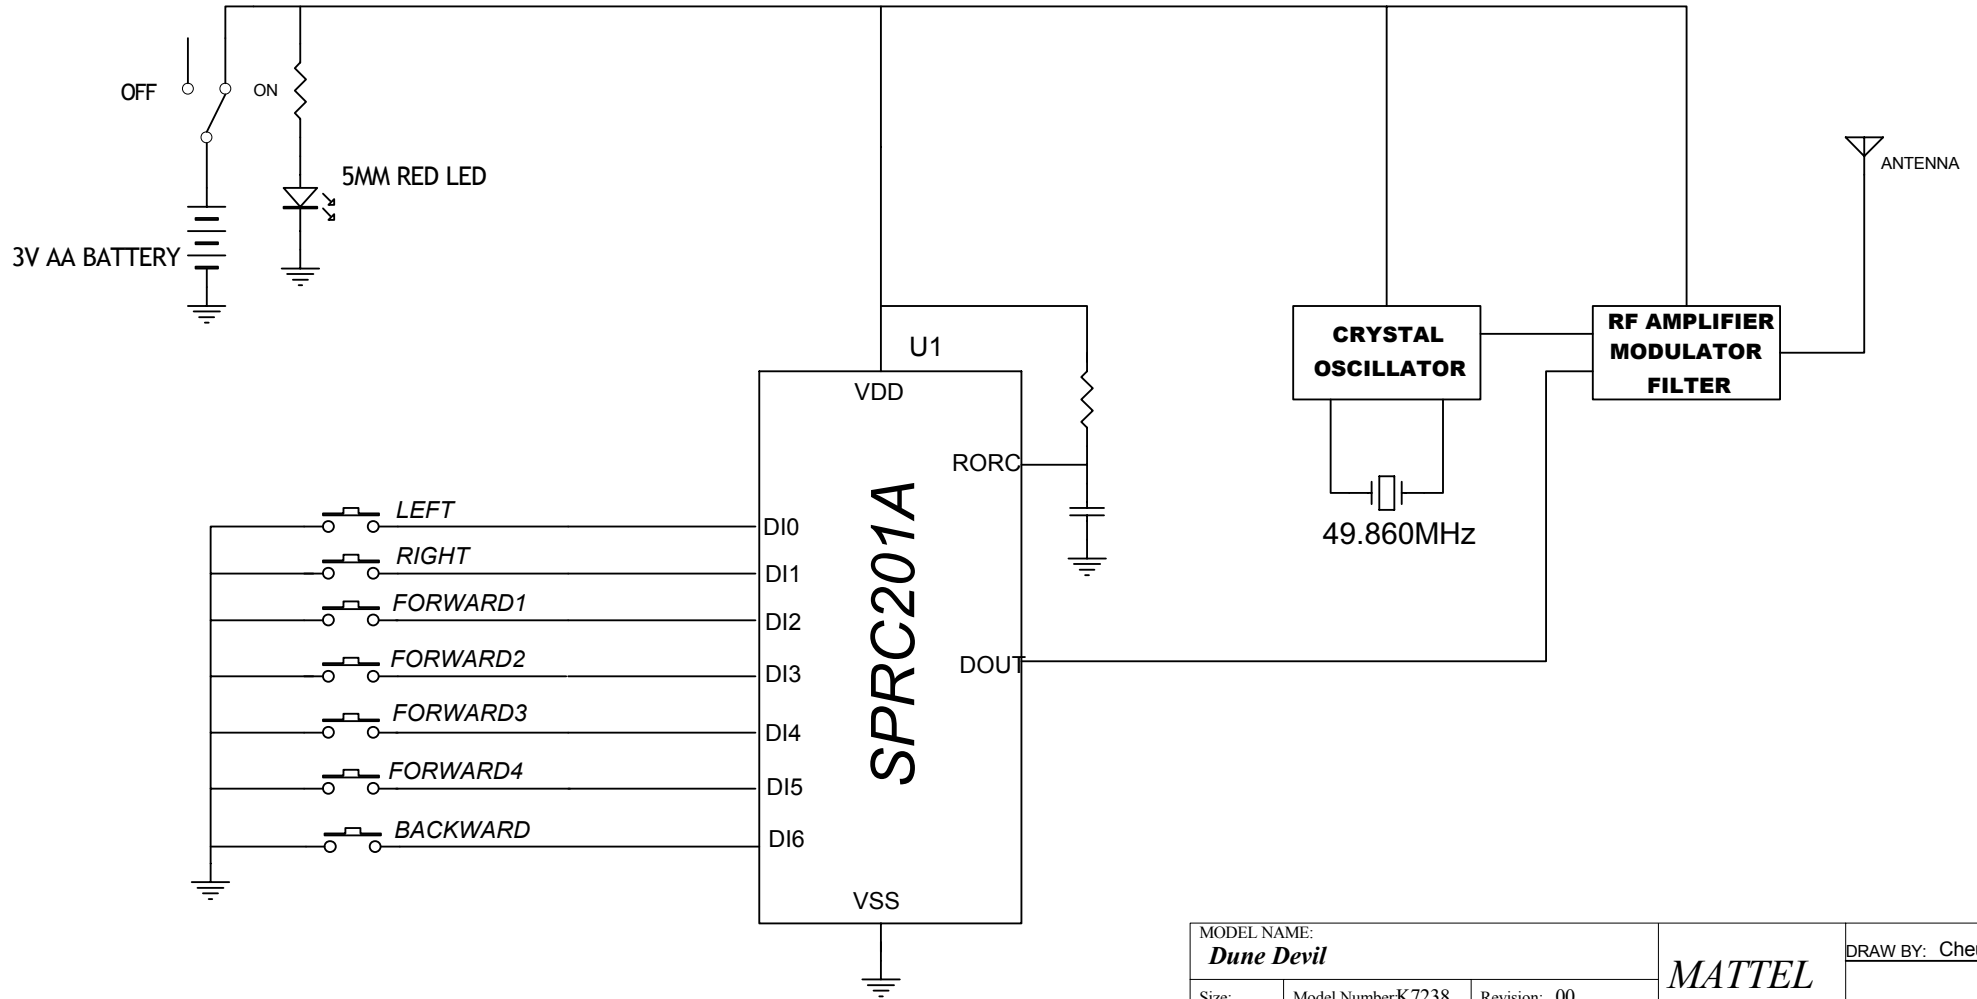 OFF
ON
5MM RED LED
3V AA BATTERY
ANTENNA
U1
CRYSTAL
OSCILLATOR
RF AMPLIFIER
MODULATOR
FILTER
VDD
RORC
49.860MHz
LEFT
DI0
RIGHT
DI1
FORWARD1
DI2
FORWARD2
DI3
FORWARD3
DI4
FORWARD4
DI5
BACKWARD
DI6
SPRC201A
DOUT
VSS
MODEL NAME:
Dune Devil
MATTEL
DRAW BY:
Size:
Model Number:K7238
Revision: 00